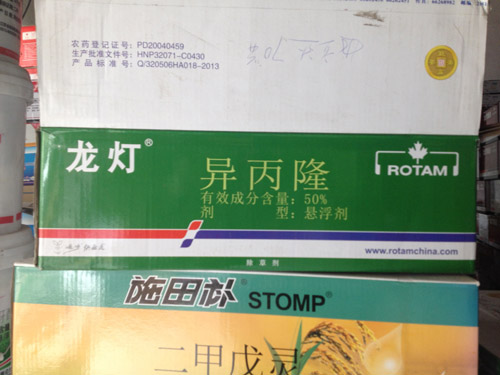 农药登记证号: PD20040459
生产批准文件号: HNP32071-C0430
产品标准号: Q/320506HA018-2013
龙灯®
异丙隆
有效成分含量: 50%
剂型: 悬浮剂
ROTAM
www.rotamchina.com
除草剂
施田补 STOMP®
二甲戊灵